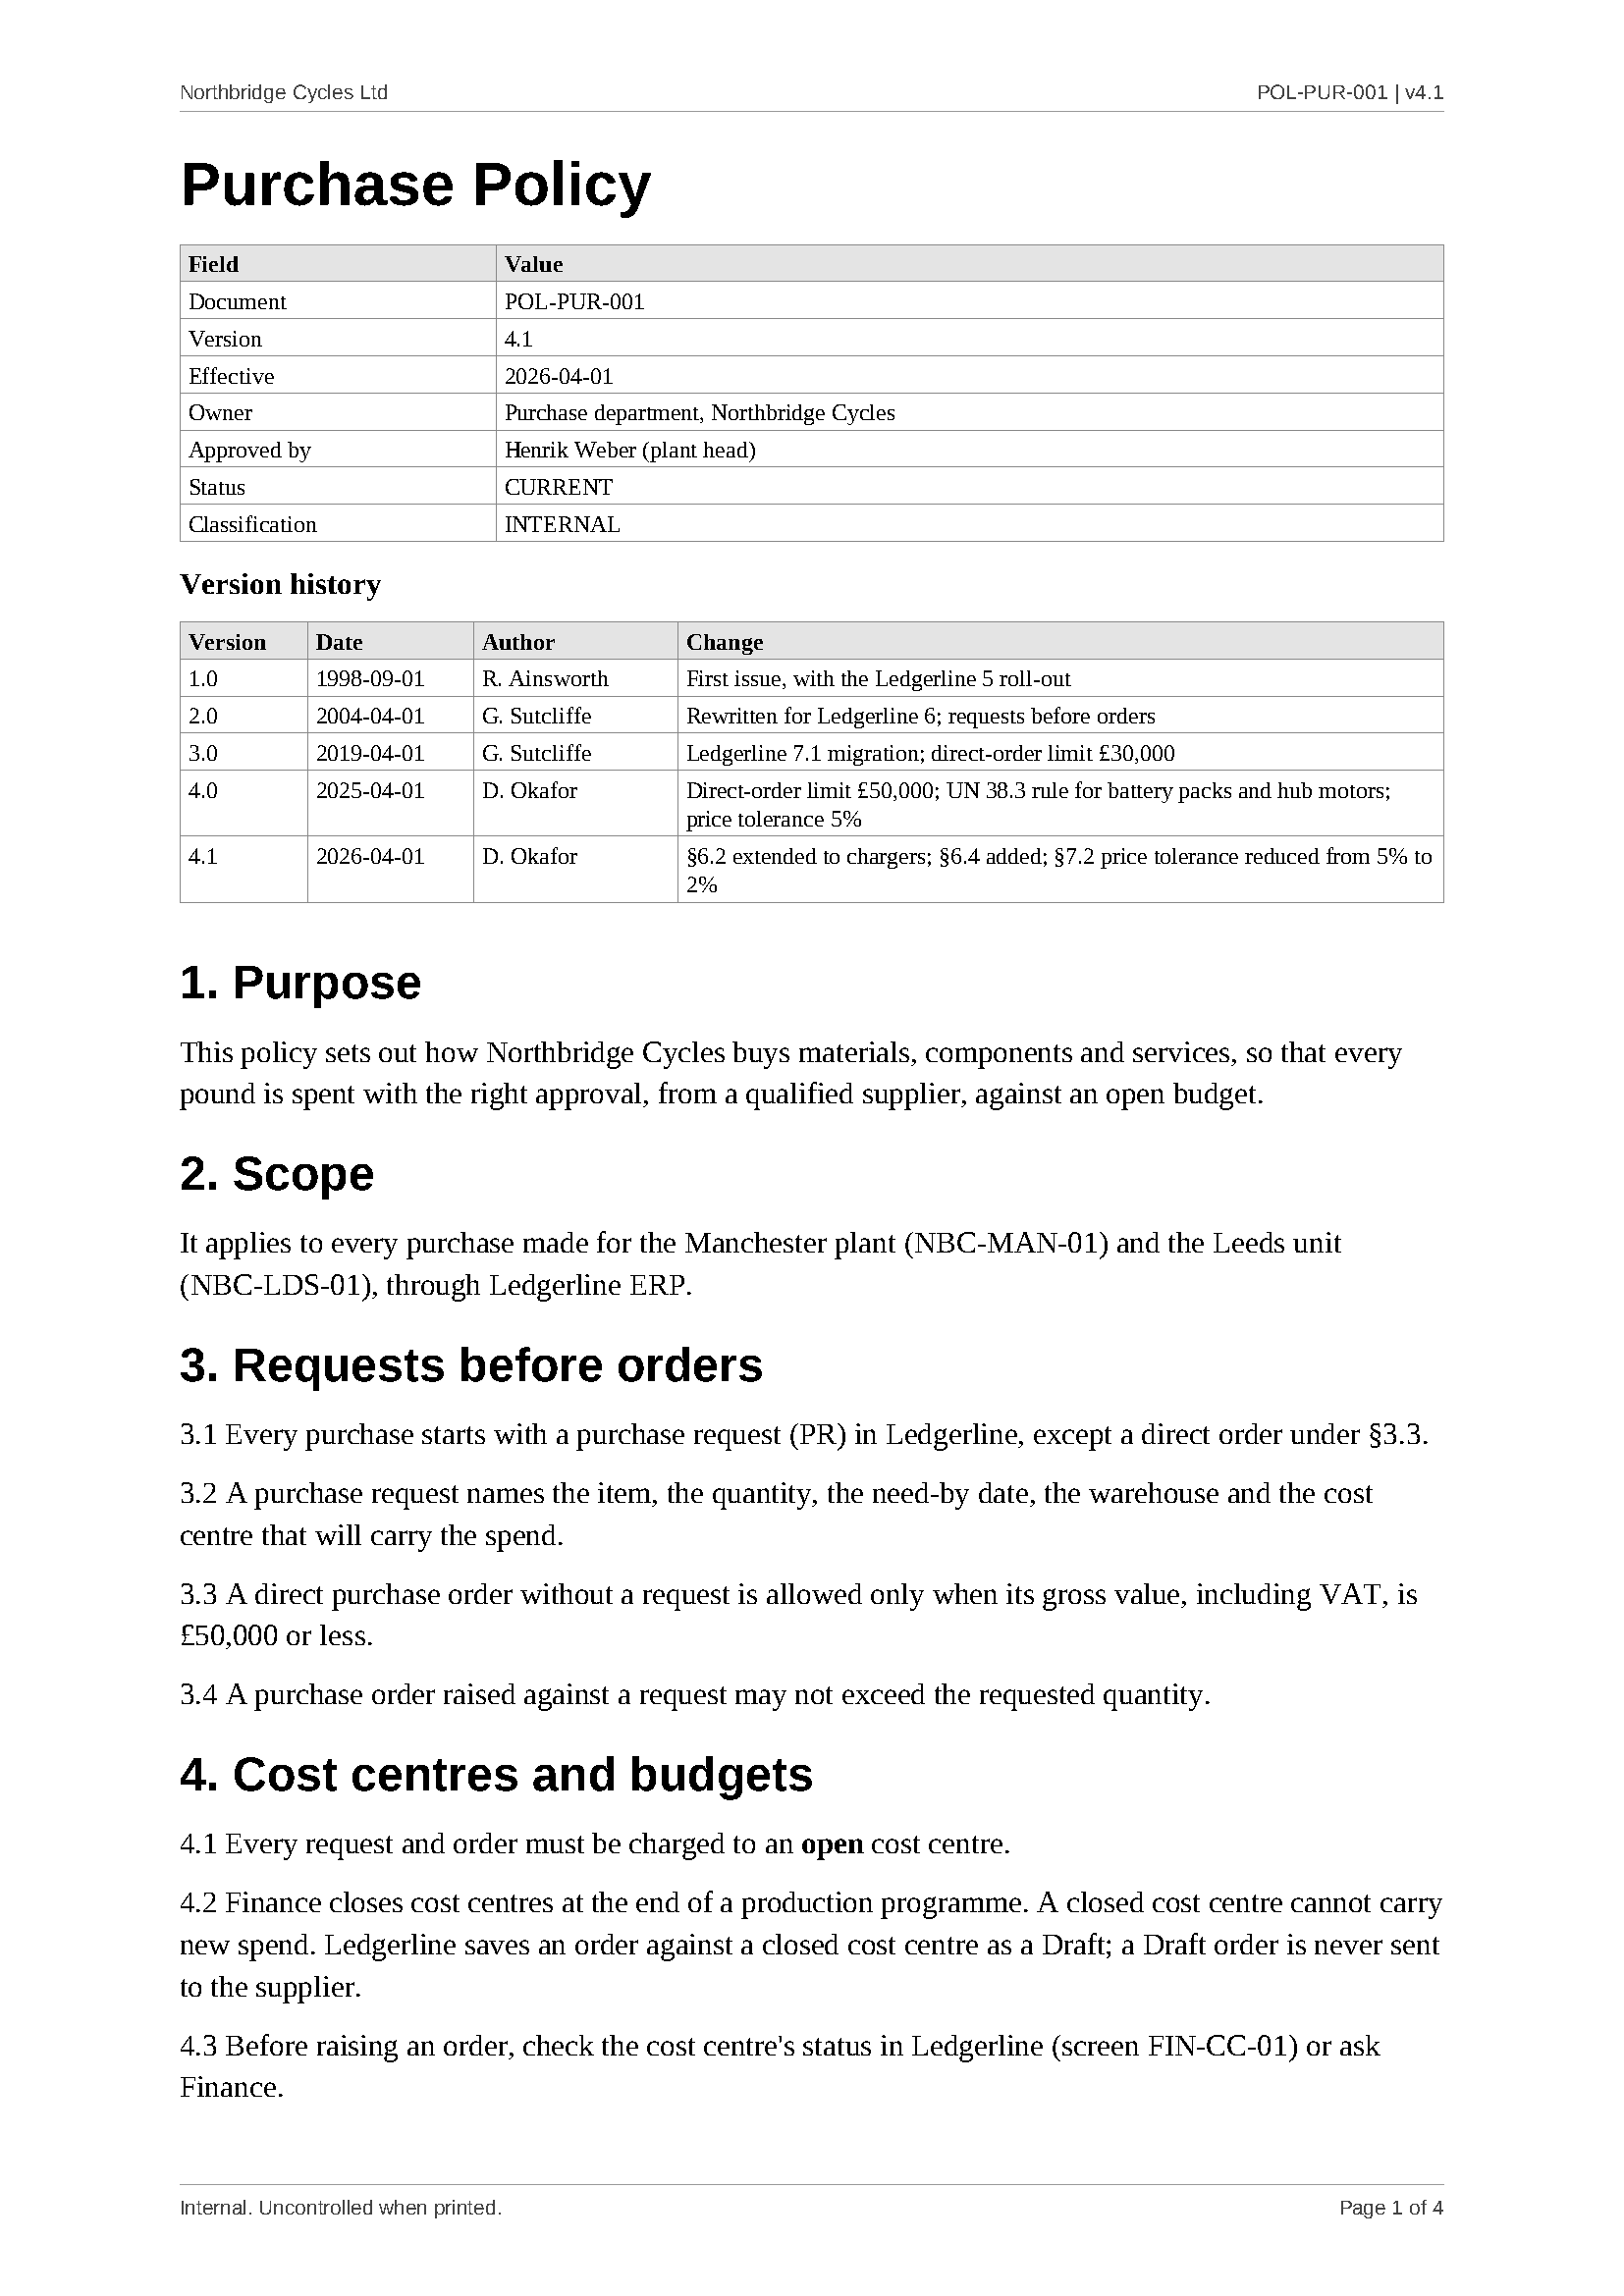 Northbridge Cycles Ltd POL-PUR-001 | v4.1
Purchase Policy
Field Value
Document POL-PUR-001
Version 4.1
Effective 2026-04-01
Owner Purchase department, Northbridge Cycles
Approved by Henrik Weber (plant head)
Status CURRENT
Classification INTERNAL
Version history
Version Date Author Change
1.0 1998-09-01 R. Ainsworth First issue, with the Ledgerline 5 roll-out
2.0 2004-04-01 G. Sutcliffe Rewritten for Ledgerline 6; requests before orders
3.0 2019-04-01 G. Sutcliffe Ledgerline 7.1 migration; direct-order limit £30,000
4.0 2025-04-01 D. Okafor Direct-order limit £50,000; UN 38.3 rule for battery packs and hub motors;
price tolerance 5%
4.1 2026-04-01 D. Okafor §6.2 extended to chargers; §6.4 added; §7.2 price tolerance reduced from 5% to
2%
1. Purpose
This policy sets out how Northbridge Cycles buys materials, components and services, so that every
pound is spent with the right approval, from a qualified supplier, against an open budget.
2. Scope
It applies to every purchase made for the Manchester plant (NBC-MAN-01) and the Leeds unit
(NBC-LDS-01), through Ledgerline ERP.
3. Requests before orders
3.1 Every purchase starts with a purchase request (PR) in Ledgerline, except a direct order under §3.3.
3.2 A purchase request names the item, the quantity, the need-by date, the warehouse and the cost
centre that will carry the spend.
3.3 A direct purchase order without a request is allowed only when its gross value, including VAT, is
£50,000 or less.
3.4 A purchase order raised against a request may not exceed the requested quantity.
4. Cost centres and budgets
4.1 Every request and order must be charged to an open cost centre.
4.2 Finance closes cost centres at the end of a production programme. A closed cost centre cannot carry
new spend. Ledgerline saves an order against a closed cost centre as a Draft; a Draft order is never sent
to the supplier.
4.3 Before raising an order, check the cost centre's status in Ledgerline (screen FIN-CC-01) or ask
Finance.
Internal. Uncontrolled when printed. Page 1 of 4